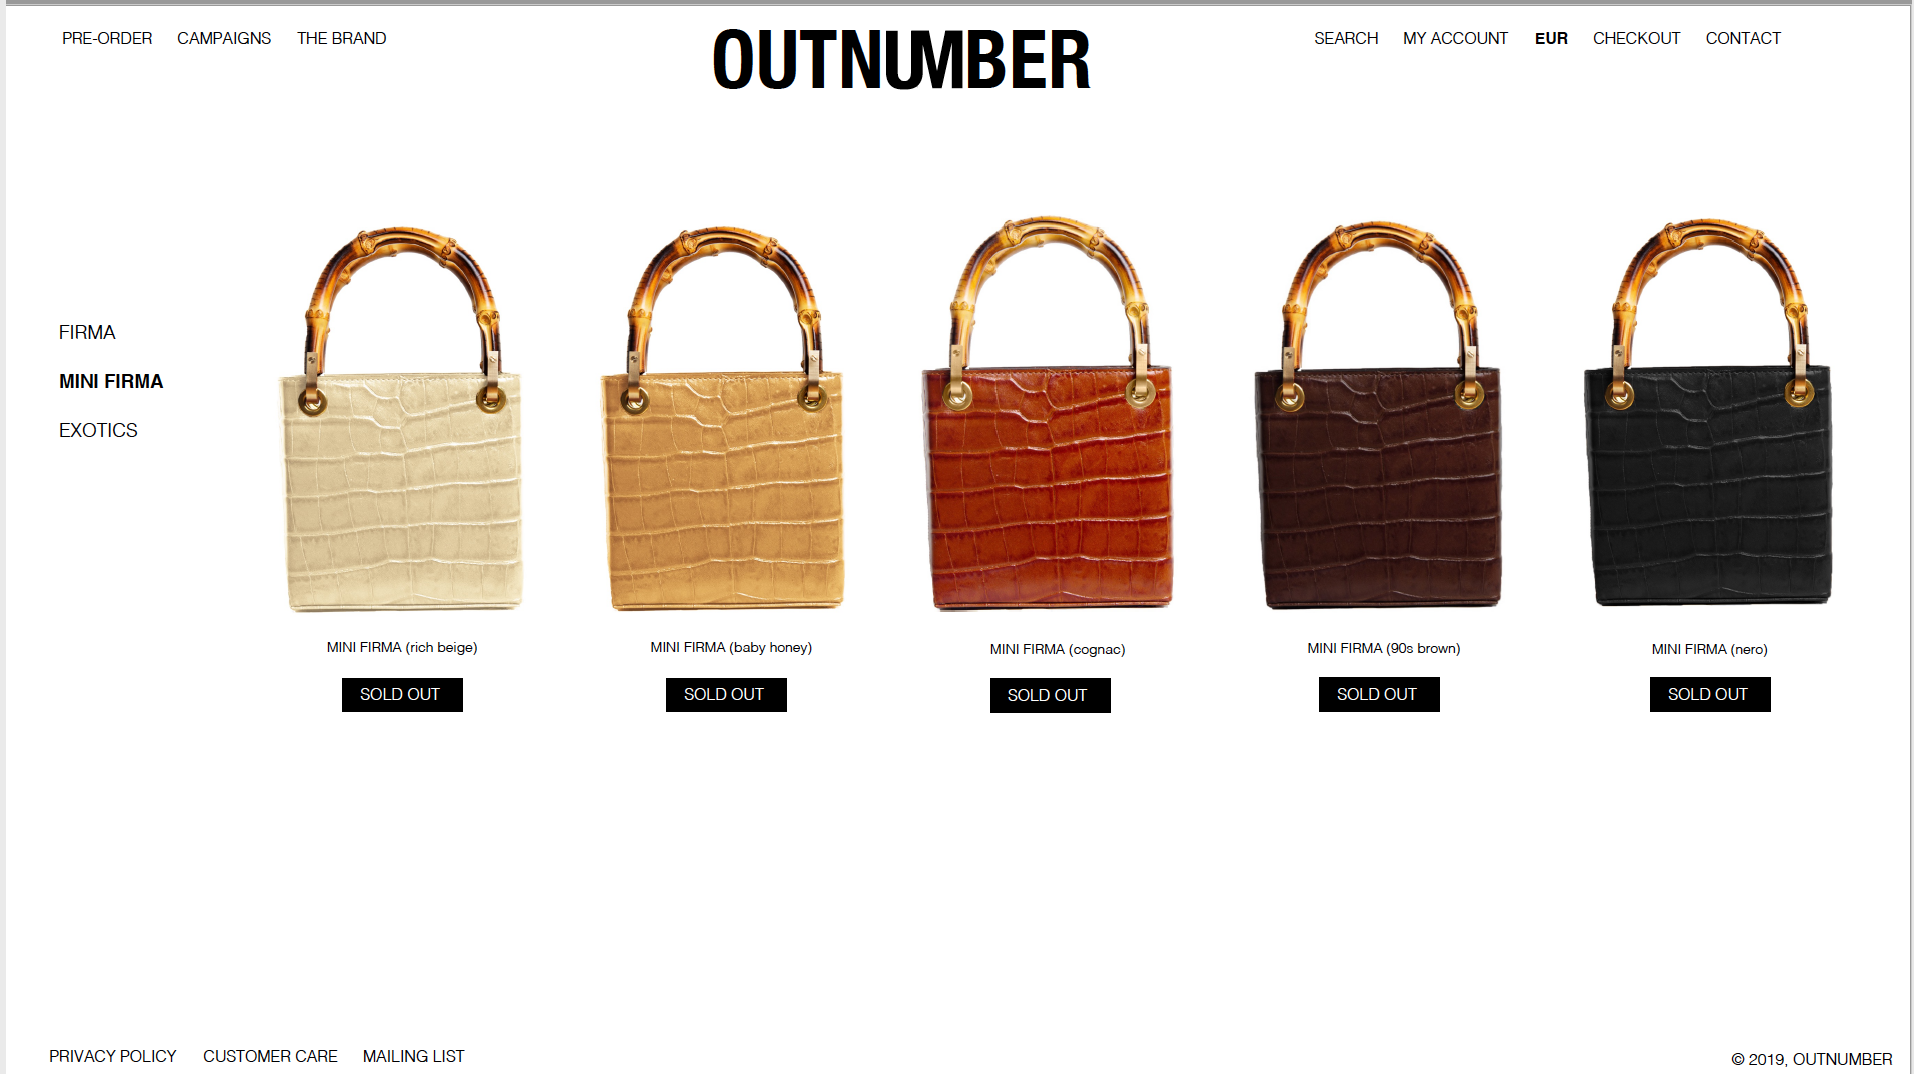 PRE-ORDER CAMPAIGNS THE BRAND
OUTNUMBER
SEARCH MY ACCOUNT EUR CHECKOUT CONTACT
FIRMA
MINI FIRMA
EXOTICS
MINI FIRMA (rich beige)
SOLD OUT
MINI FIRMA (baby honey)
SOLD OUT
MINI FIRMA (cognac)
SOLD OUT
MINI FIRMA (90s brown)
SOLD OUT
MINI FIRMA (nero)
SOLD OUT
PRIVACY POLICY CUSTOMER CARE MAILING LIST
© 2019, OUTNUMBER